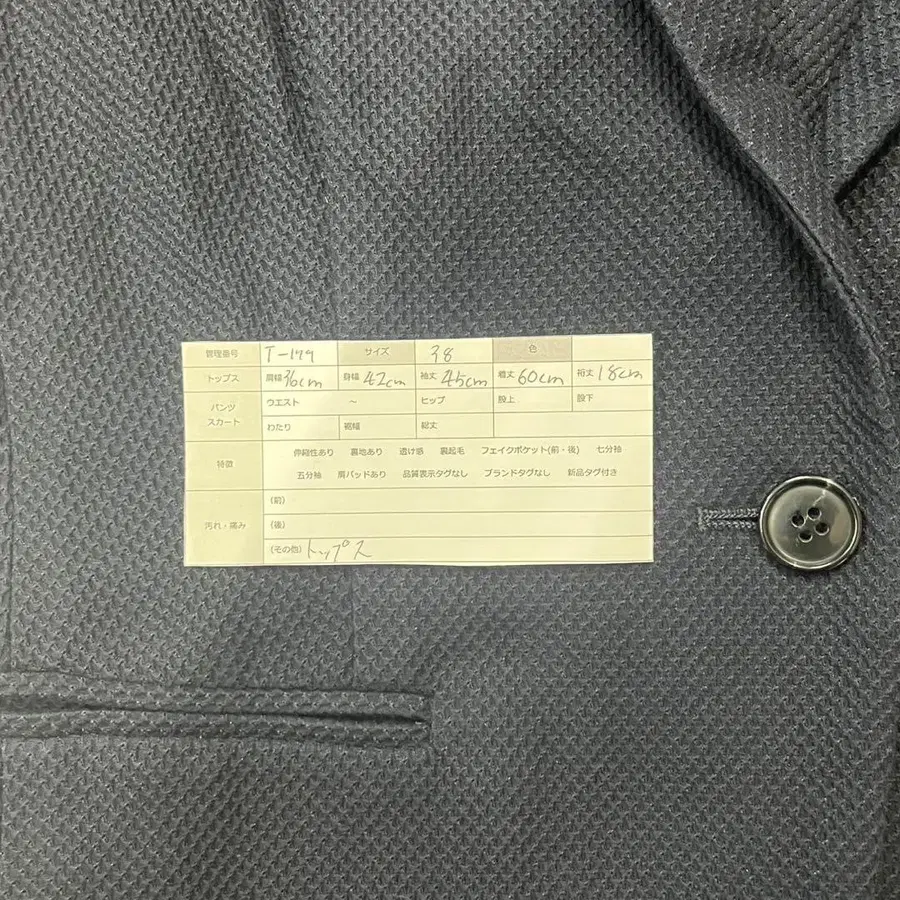 管理番号 T-179 サイズ 38 色
トップス 肩幅 36cm 身幅 42cm 袖丈 45cm 着丈 60cm 裄丈 18cm
パンツ スカート ウエスト ～ ヒップ 股上 股下
わたり 裾幅 総丈
特徴 伸縮性あり 裏地あり 透け感 裏起毛 フェイクポケット(前・後) 七分袖
五分袖 肩パッドあり 品質表示タグなし ブランドタグなし 新品タグ付き
汚れ・痛み (前)
(後)
(その他) トップス